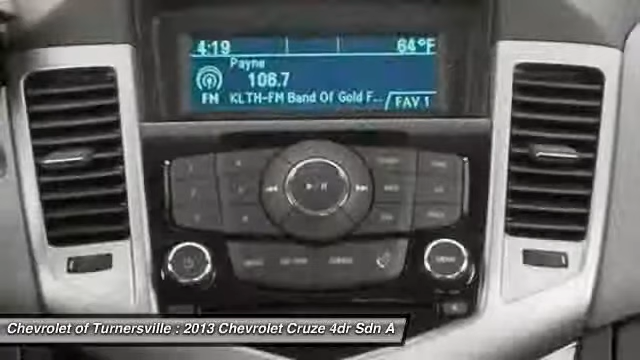 4:19 64°F
Payne
106.7
FM KLTH-FM Band Of Gold F... FAV 1
MENU
Chevrolet of Turnersville : 2013 Chevrolet Cruze 4dr Sdn A